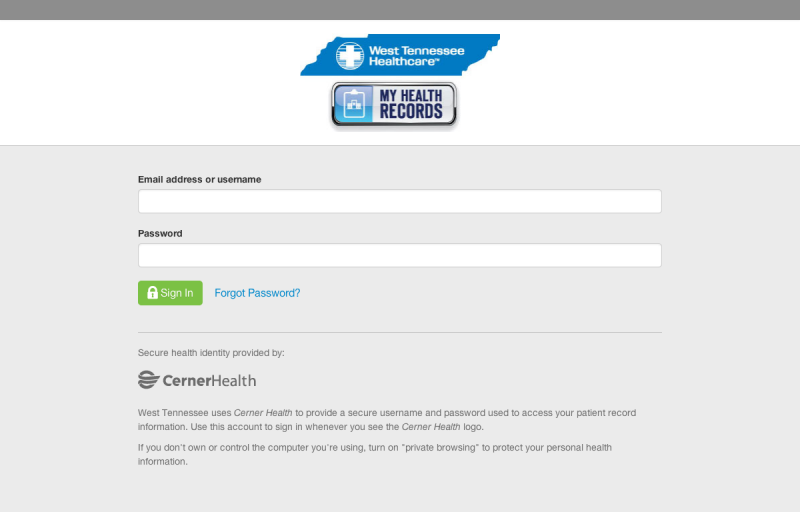 West Tennessee
Healthcare™
MY HEALTH
RECORDS
Email address or username
Password
Sign In
Forgot Password?
Secure health identity provided by:
CernerHealth
West Tennessee uses Cerner Health to provide a secure username and password used to access your patient record
information. Use this account to sign in whenever you see the Cerner Health logo.
If you don't own or control the computer you're using, turn on "private browsing" to protect your personal health
information.